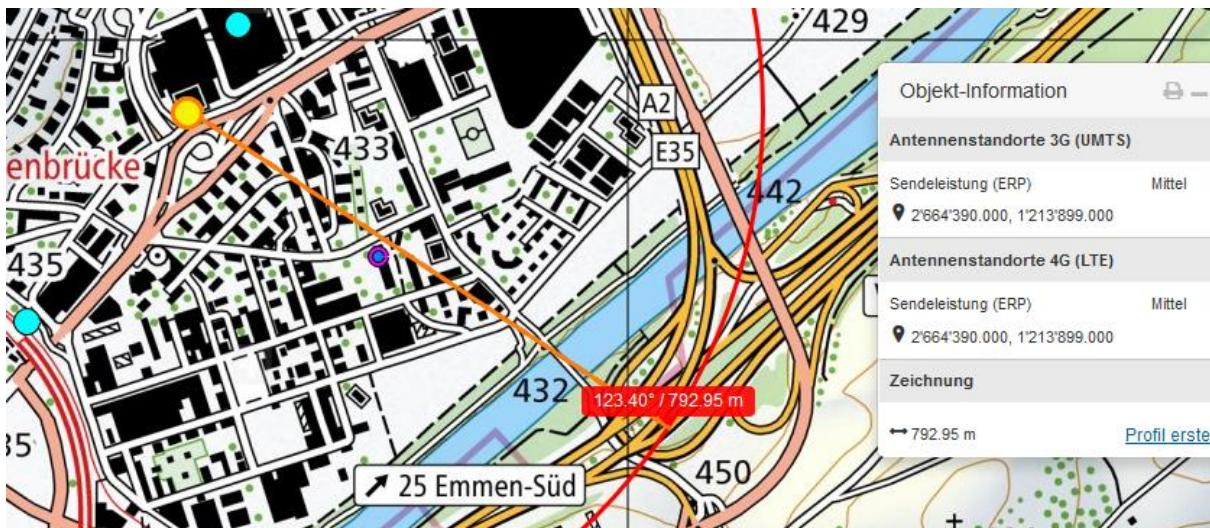 429
A2
E35
433
enbrücke
442
435
432
123.40° / 792.95 m
35
25 Emmen-Süd
450
Objekt-Information
Antennenstandorte 3G (UMTS)
Sendeleistung (ERP) Mittel
2'664'390.000, 1'213'899.000
Antennenstandorte 4G (LTE)
Sendeleistung (ERP) Mittel
2'664'390.000, 1'213'899.000
Zeichnung
792.95 m Profil erste